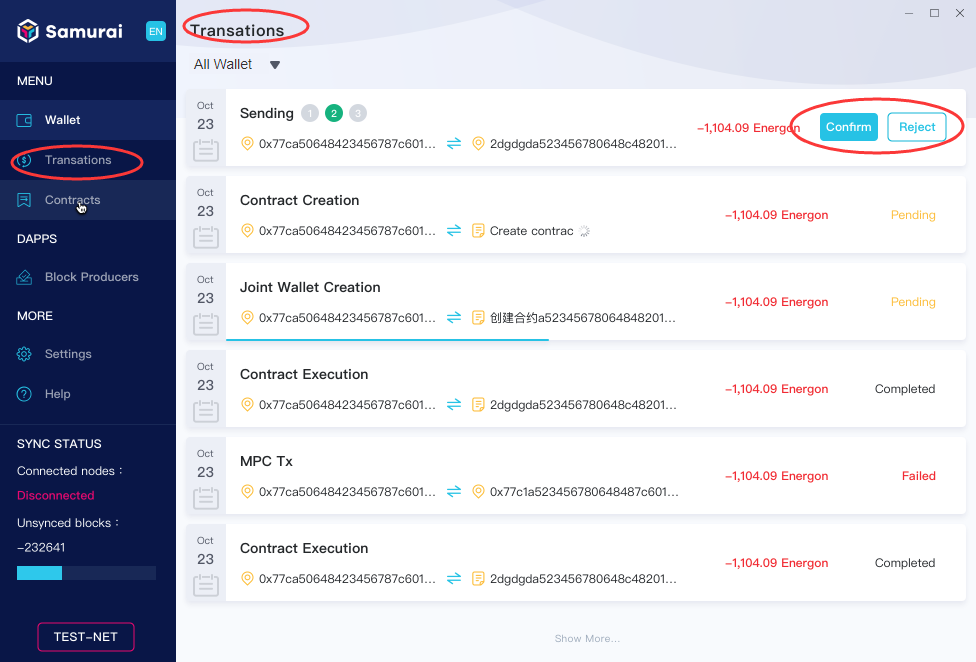 Samurai EN
MENU
Wallet
Transations
Contracts
DAPPS
Block Producers
MORE
Settings
Help
SYNC STATUS
Connected nodes：
Disconnected
Unsynced blocks：
-232641
TEST-NET
Transations
All Wallet
Oct
23
Sending 1 2 3
0x77ca50648423456787c601... 2dgdgda523456780648c48201...
-1,104.09 Energon Confirm Reject
Oct
23
Contract Creation
0x77ca50648423456787c601... Create contrac
-1,104.09 Energon Pending
Oct
23
Joint Wallet Creation
0x77ca50648423456787c601... 创建合约a52345678064848201...
-1,104.09 Energon Pending
Oct
23
Contract Execution
0x77ca50648423456787c601... 2dgdgda523456780648c48201...
-1,104.09 Energon Completed
Oct
23
MPC Tx
0x77ca50648423456787c601... 0x77c1a523456780648487c601...
-1,104.09 Energon Failed
Oct
23
Contract Execution
0x77ca50648423456787c601... 2dgdgda523456780648c48201...
-1,104.09 Energon Completed
Show More...